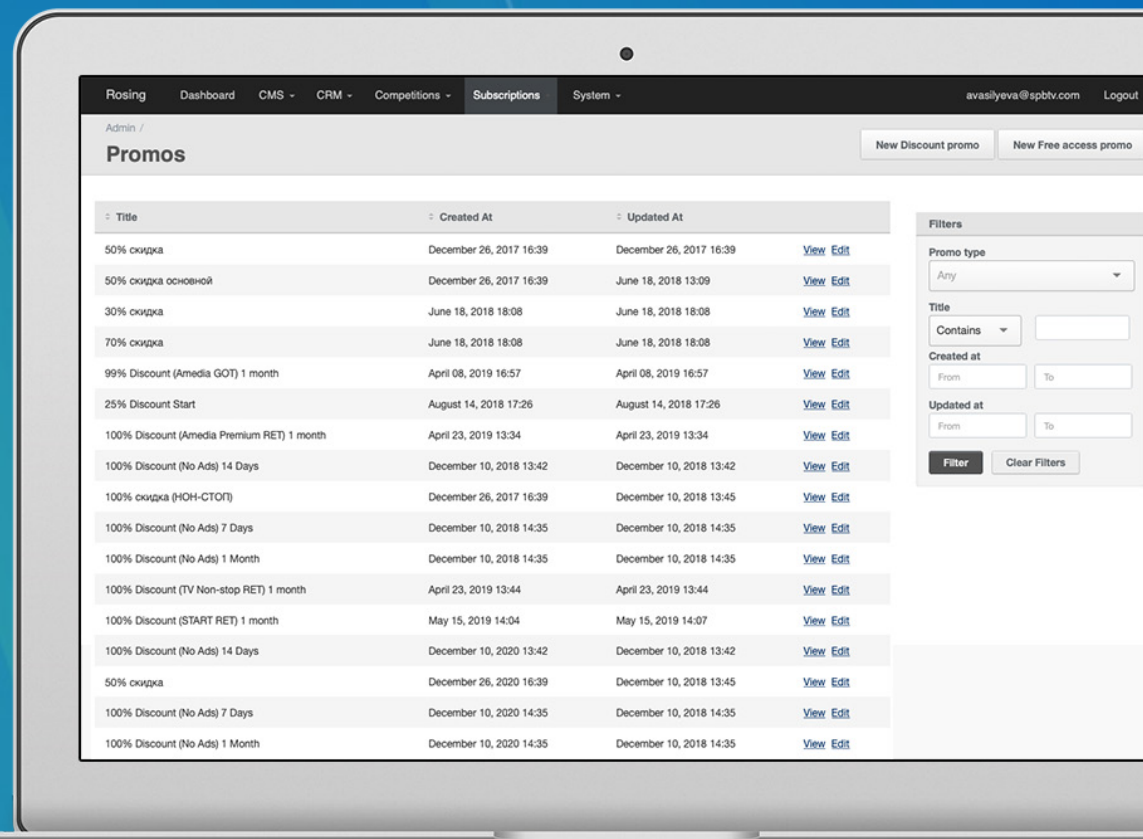 Rosing Dashboard CMS CRM Competitions Subscriptions System avasilyeva@spbtv.com Logout
Admin /
Promos
New Discount promo New Free access promo
Title Created At Updated At
50% скидка December 26, 2017 16:39 December 26, 2017 16:39 View Edit
50% скидка основной December 26, 2017 16:39 June 18, 2018 13:09 View Edit
30% скидка June 18, 2018 18:08 June 18, 2018 18:08 View Edit
70% скидка June 18, 2018 18:08 June 18, 2018 18:08 View Edit
99% Discount (Amedia GOT) 1 month April 08, 2019 16:57 April 08, 2019 16:57 View Edit
25% Discount Start August 14, 2018 17:26 August 14, 2018 17:26 View Edit
100% Discount (Amedia Premium RET) 1 month April 23, 2019 13:34 April 23, 2019 13:34 View Edit
100% Discount (No Ads) 14 Days December 10, 2018 13:42 December 10, 2018 13:42 View Edit
100% скидка (НОН-СТОП) December 26, 2017 16:39 December 10, 2018 13:45 View Edit
100% Discount (No Ads) 7 Days December 10, 2018 14:35 December 10, 2018 14:35 View Edit
100% Discount (No Ads) 1 Month December 10, 2018 14:35 December 10, 2018 14:35 View Edit
100% Discount (TV Non-stop RET) 1 month April 23, 2019 13:44 April 23, 2019 13:44 View Edit
100% Discount (START RET) 1 month May 15, 2019 14:04 May 15, 2019 14:07 View Edit
100% Discount (No Ads) 14 Days December 10, 2020 13:42 December 10, 2018 13:42 View Edit
50% скидка December 26, 2020 16:39 December 10, 2018 13:45 View Edit
100% Discount (No Ads) 7 Days December 10, 2020 14:35 December 10, 2018 14:35 View Edit
100% Discount (No Ads) 1 Month December 10, 2020 14:35 December 10, 2018 14:35 View Edit
Filters
Promo type
Any
Title
Contains
Created at
From To
Updated at
From To
Filter Clear Filters